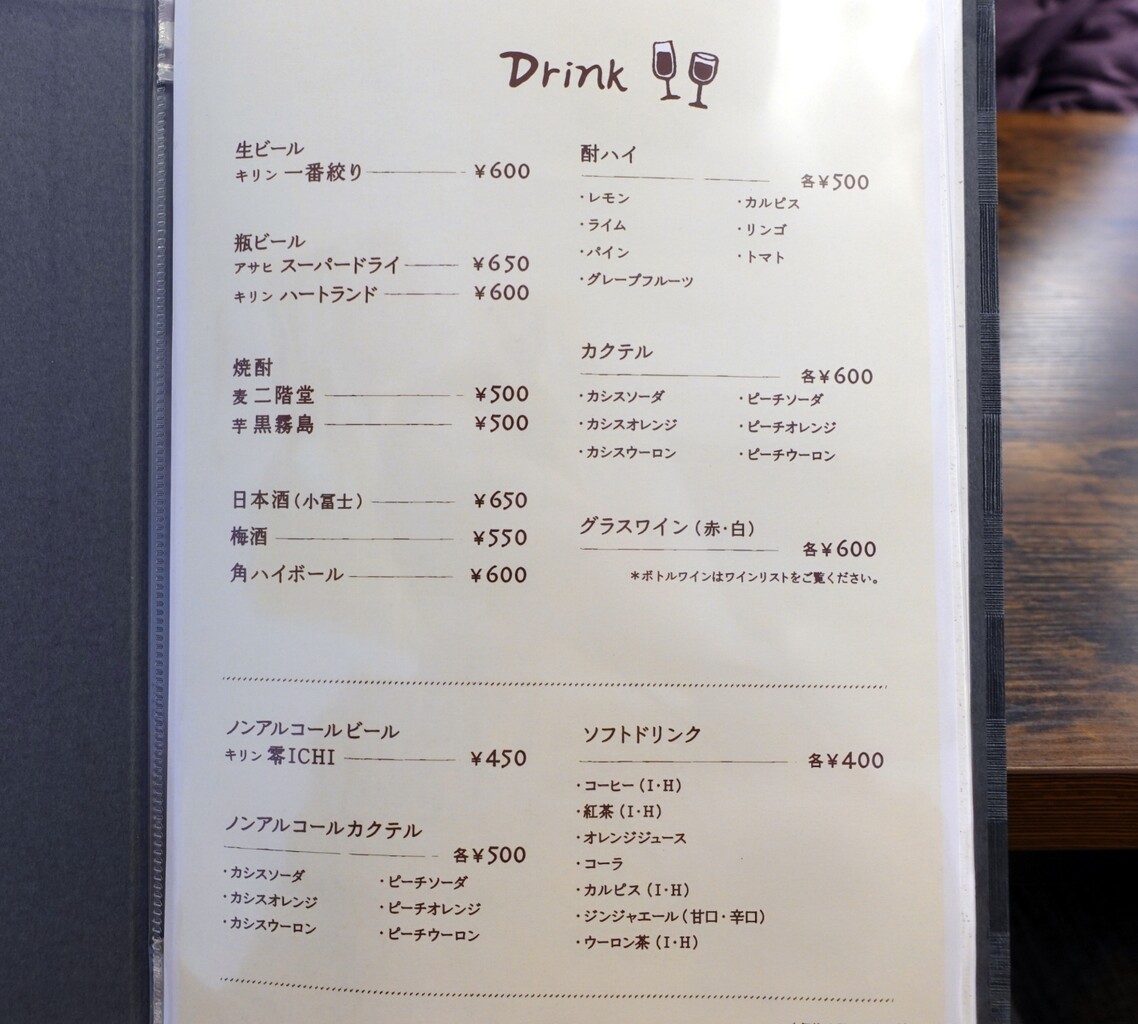 Drink
生ビール
キリン 一番絞り ¥600
瓶ビール
アサヒ スーパードライ ¥650
キリン ハートランド ¥600
焼酎
麦 二階堂 ¥500
芋 黒霧島 ¥500
日本酒(小冨士) ¥650
梅酒 ¥550
角ハイボール ¥600
酎ハイ
各¥500
・レモン
・ライム
・パイン
・グレープフルーツ
・カルピス
・リンゴ
・トマト
カクテル
各¥600
・カシスソーダ
・カシスオレンジ
・カシスウーロン
・ピーチソーダ
・ピーチオレンジ
・ピーチウーロン
グラスワイン(赤・白)
各¥600
＊ボトルワインはワインリストをご覧ください。
ノンアルコールビール
キリン 零ICHI ¥450
ノンアルコールカクテル
各¥500
・カシスソーダ
・カシスオレンジ
・カシスウーロン
・ピーチソーダ
・ピーチオレンジ
・ピーチウーロン
ソフトドリンク
各¥400
・コーヒー(I・H)
・紅茶(I・H)
・オレンジジュース
・コーラ
・カルピス(I・H)
・ジンジャエール(甘口・辛口)
・ウーロン茶(I・H)